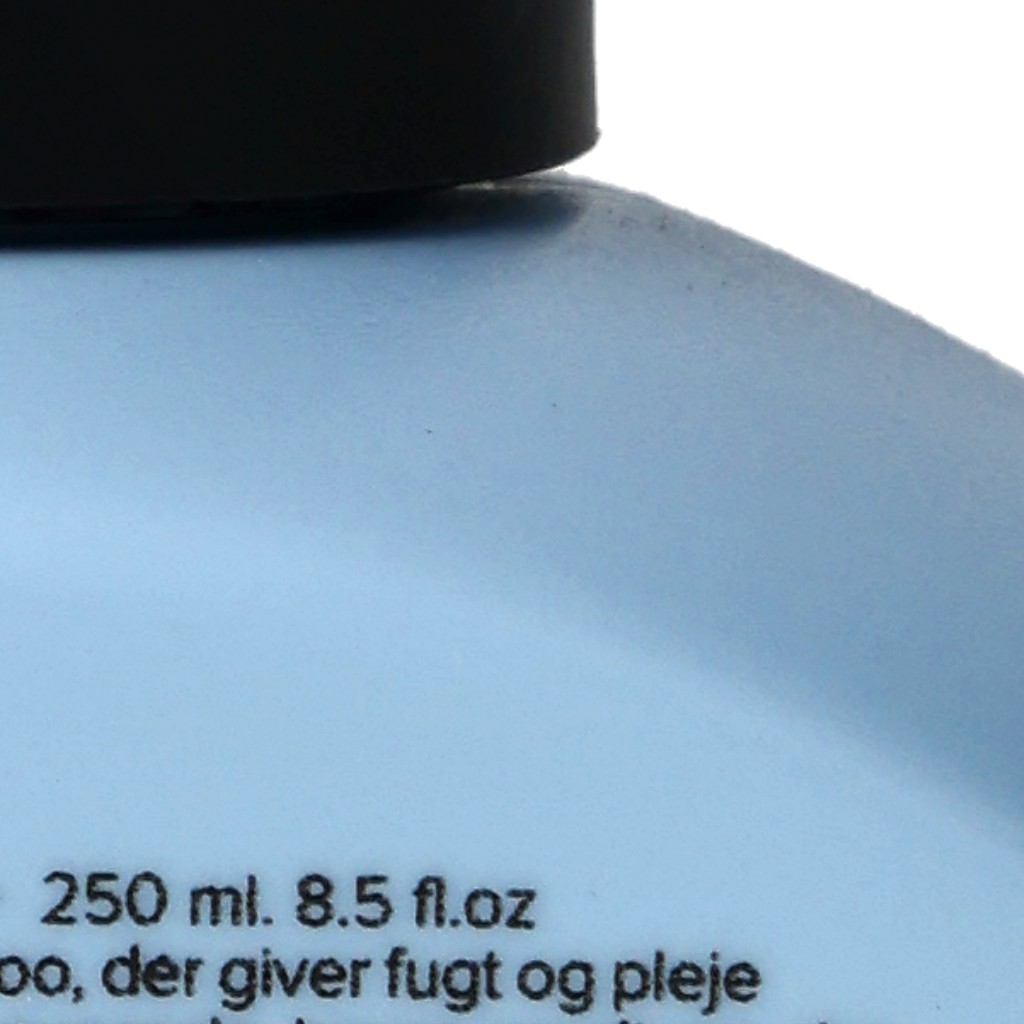 250 ml. 8.5 fl.oz
oo, der giver fugt og pleje